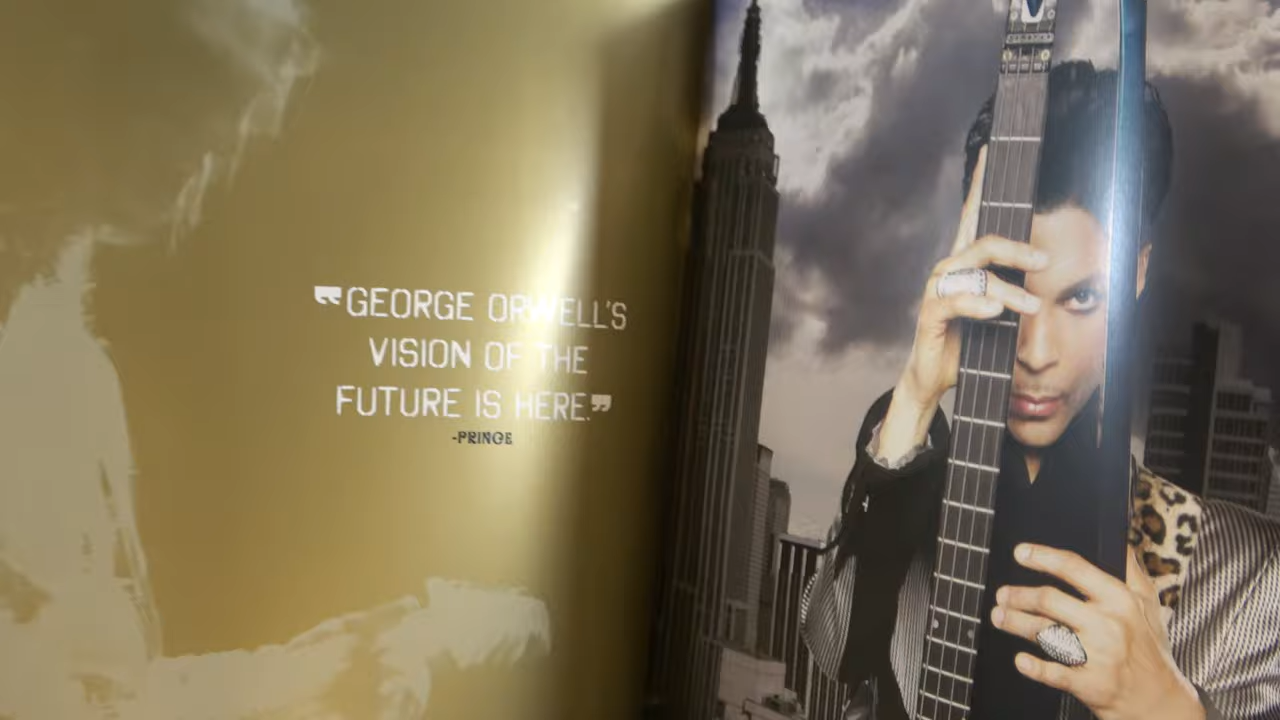 ❝GEORGE ORWELL'S
VISION OF THE
FUTURE IS HERE.❞
-PRINCE